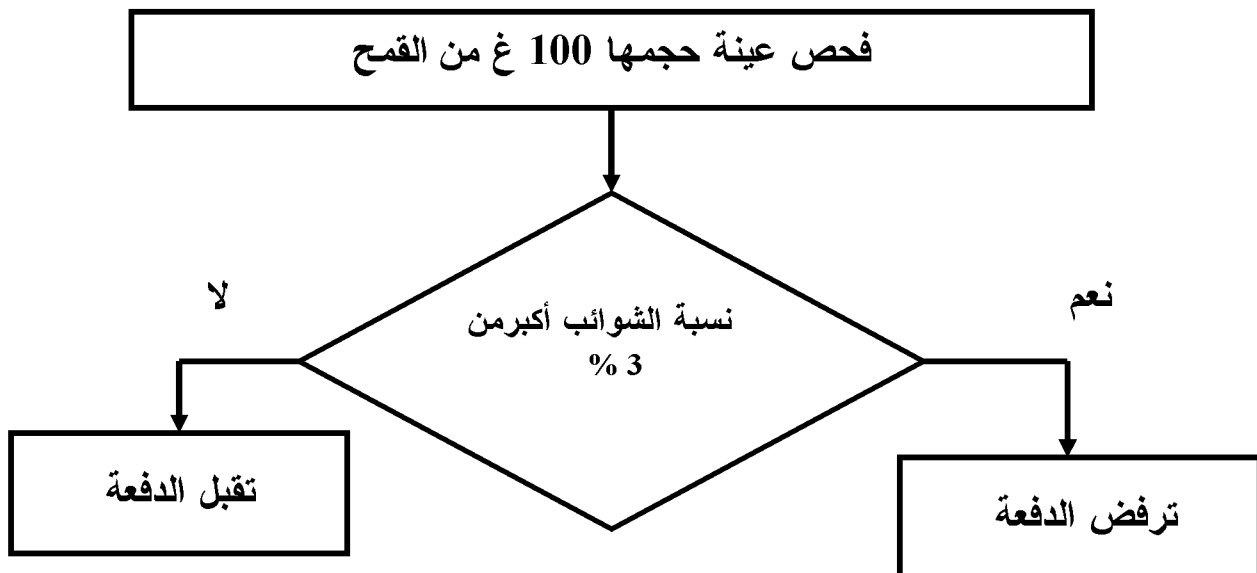 فحص عينة حجمها 100 غ من القمح
نعم
لا
نسبة الشوائب أكبرمن
3 %
ترفض الدفعة
تقبل الدفعة